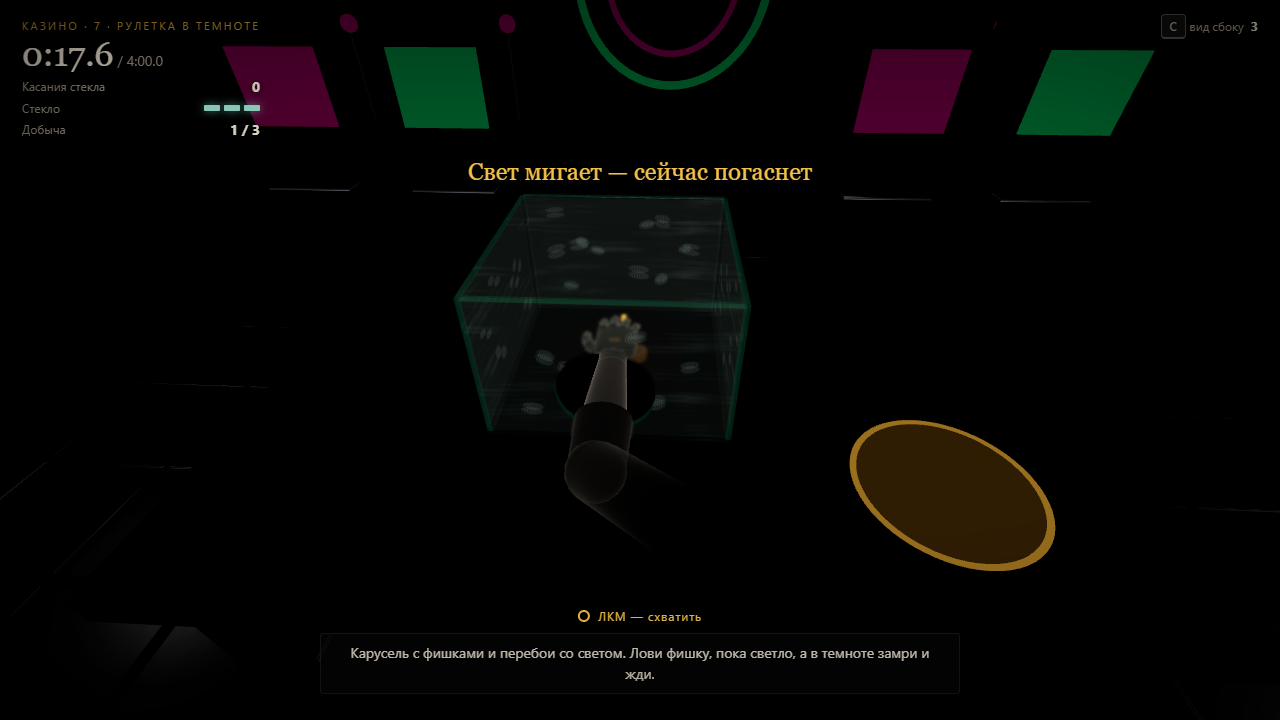 КАЗИНО · 7 · РУЛЕТКА В ТЕМНОТЕ
0:17.6 / 4:00.0
Касания стекла 0
Стекло
Добыча 1 / 3
C вид сбоку 3
Свет мигает — сейчас погаснет
ЛКМ — схватить
Карусель с фишками и перебои со светом. Лови фишку, пока светло, а в темноте замри и
жди.